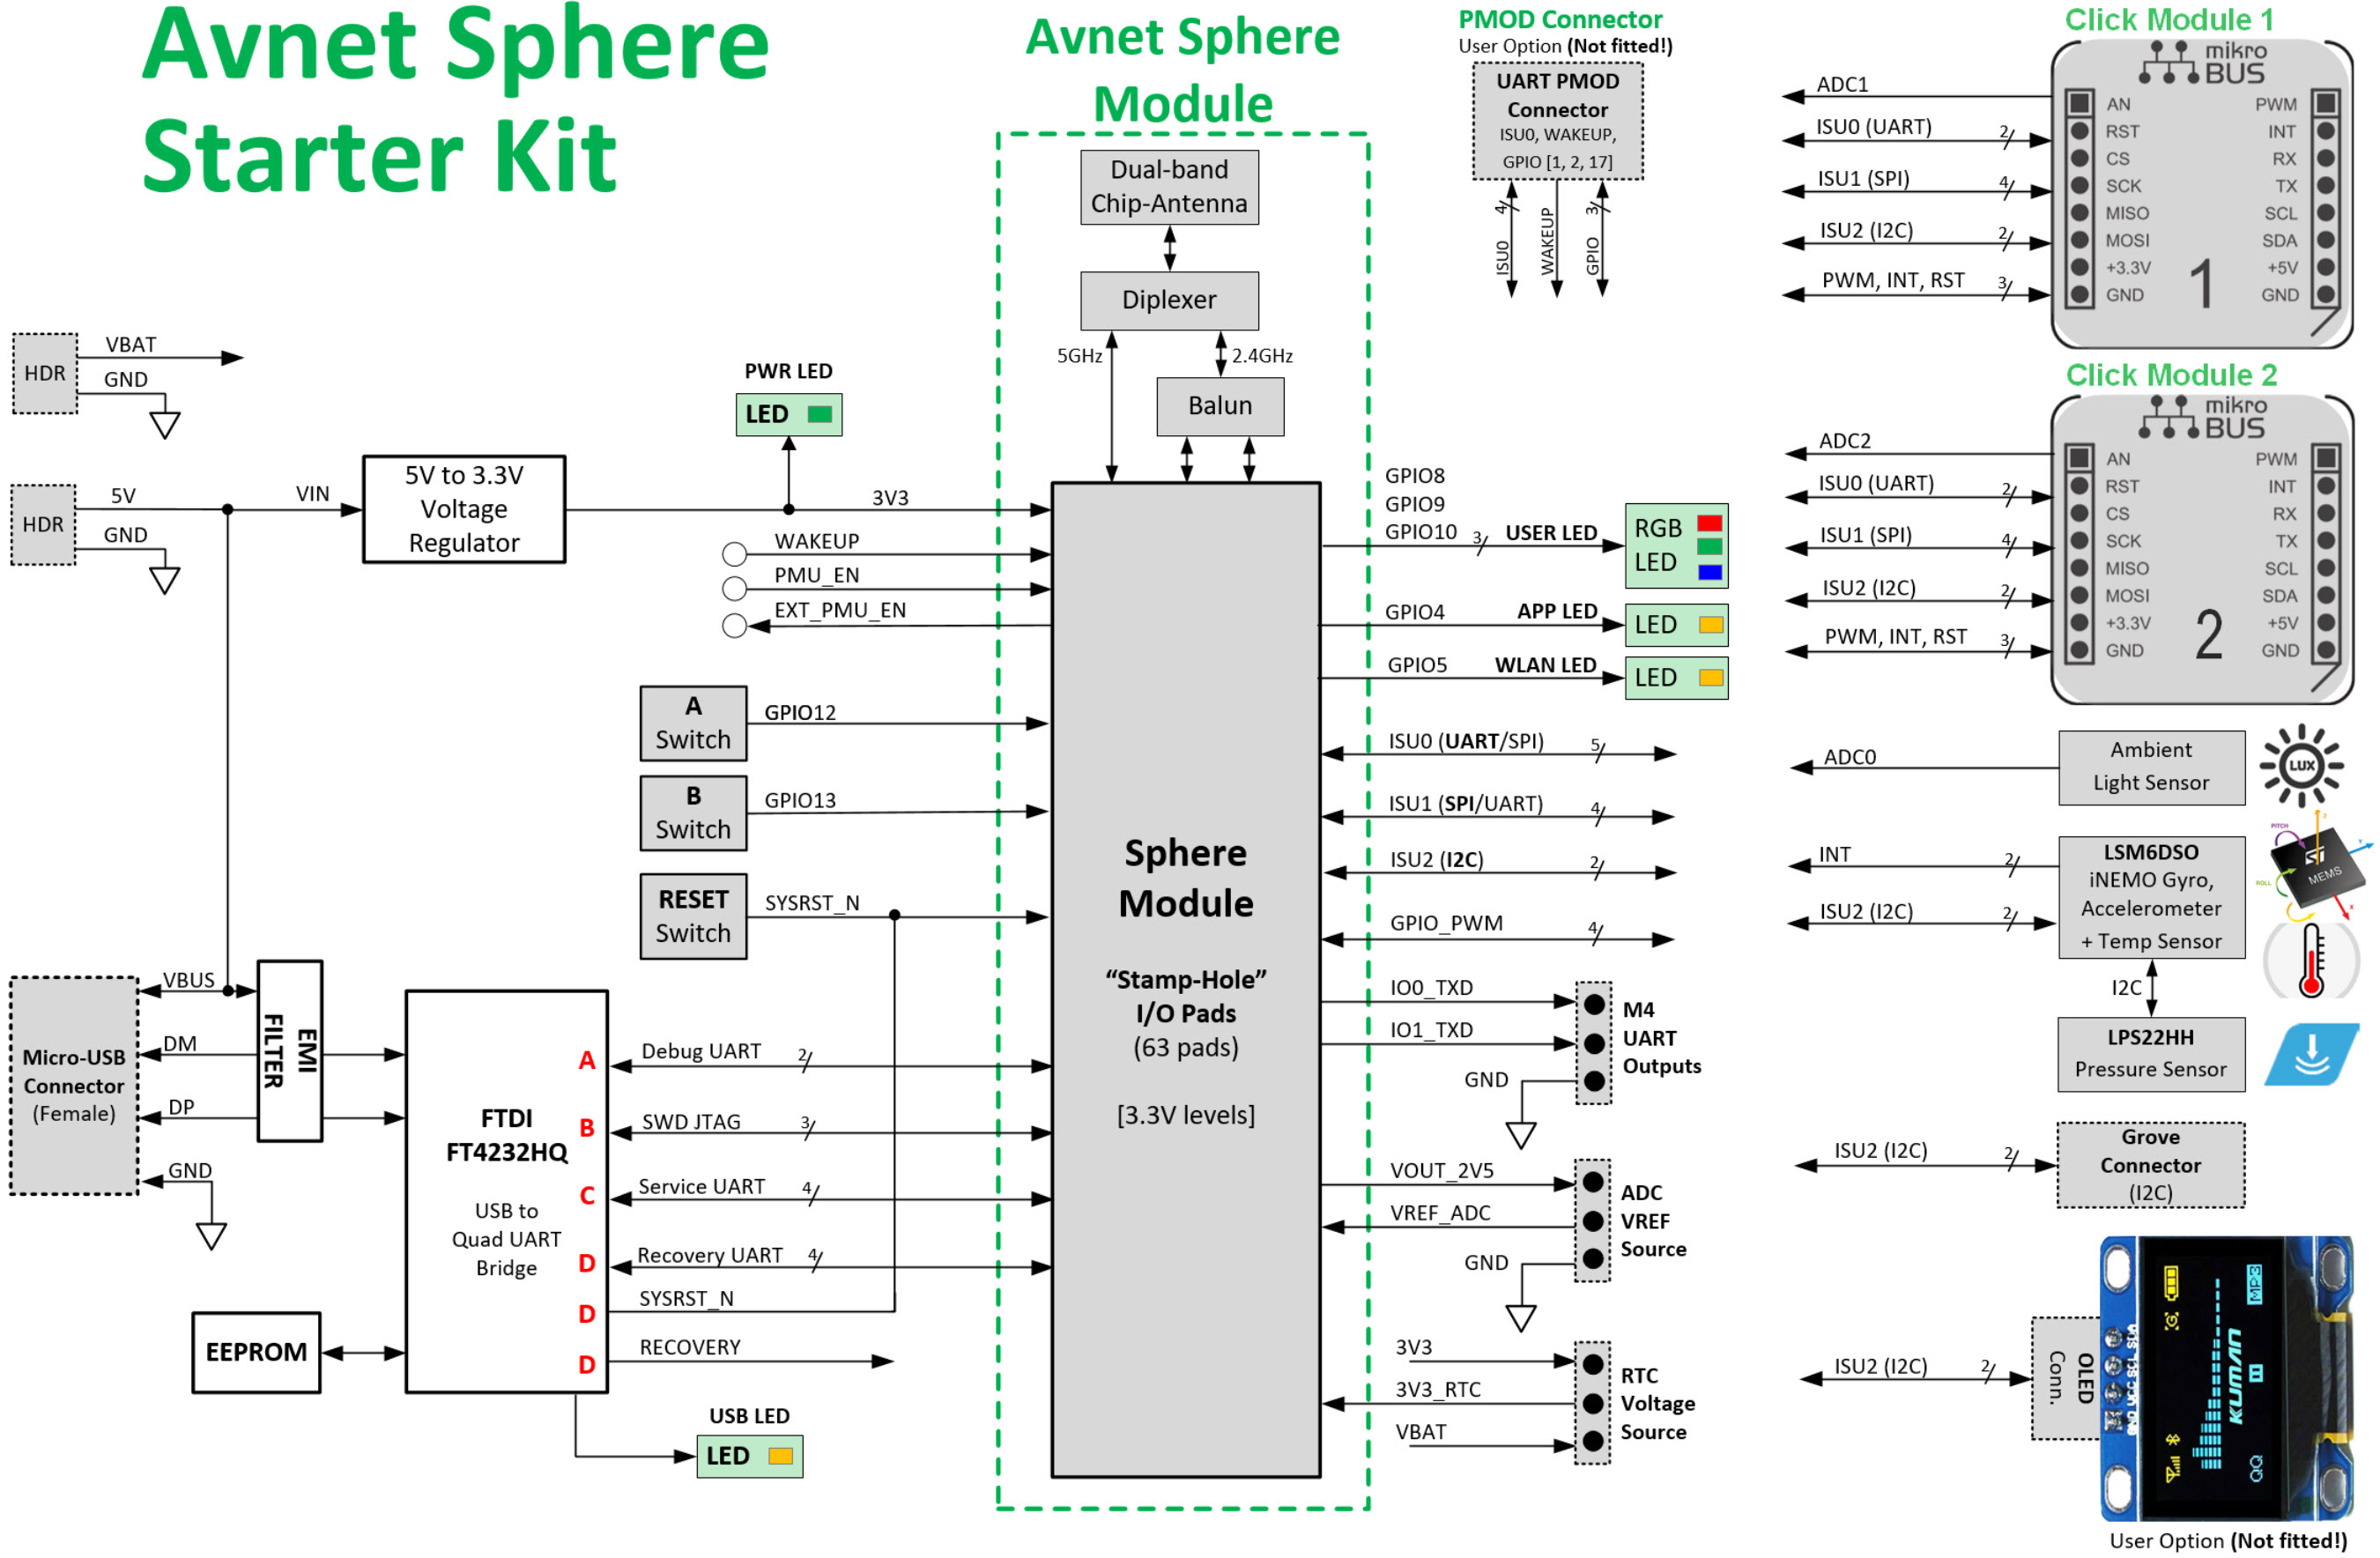 Avnet Sphere
Starter Kit
Avnet Sphere
Module
Dual-band
Chip-Antenna
Diplexer
5GHz
2.4GHz
Balun
PMOD Connector
User Option (Not fitted!)
UART PMOD
Connector
ISU0, WAKEUP,
GPIO [1, 2, 17]
4
3
ISU0
WAKEUP
GPIO
Click Module 1
mikro
BUS
ADC1
ISU0 (UART)
2
ISU1 (SPI)
4
ISU2 (I2C)
2
PWM, INT, RST
3
AN
PWM
RST
INT
CS
RX
SCK
TX
MISO
SCL
MOSI
SDA
+3.3V
+5V
GND
GND
1
Click Module 2
mikro
BUS
ADC2
ISU0 (UART)
2
ISU1 (SPI)
4
ISU2 (I2C)
2
PWM, INT, RST
3
AN
PWM
RST
INT
CS
RX
SCK
TX
MISO
SCL
MOSI
SDA
+3.3V
+5V
GND
GND
2
HDR
VBAT
GND
HDR
5V
GND
VIN
5V to 3.3V
Voltage
Regulator
PWR LED
LED
3V3
WAKEUP
PMU_EN
EXT_PMU_EN
A
Switch
GPIO12
B
Switch
GPIO13
RESET
Switch
SYSRST_N
Micro-USB
Connector
(Female)
VBUS
DM
DP
GND
EMI
FILTER
FTDI
FT4232HQ
USB to
Quad UART
Bridge
A
B
C
D
D
D
Debug UART
2
SWD JTAG
3
Service UART
4
Recovery UART
4
SYSRST_N
RECOVERY
EEPROM
USB LED
LED
Sphere
Module
“Stamp-Hole”
I/O Pads
(63 pads)
[3.3V levels]
GPIO8
GPIO9
GPIO10
3
USER LED
RGB
LED
GPIO4
APP LED
LED
GPIO5
WLAN LED
LED
ISU0 (UART/SPI)
5
ISU1 (SPI/UART)
4
ISU2 (I2C)
2
GPIO_PWM
4
IO0_TXD
IO1_TXD
GND
M4
UART
Outputs
VOUT_2V5
VREF_ADC
GND
ADC
VREF
Source
3V3
3V3_RTC
VBAT
RTC
Voltage
Source
ADC0
Ambient
Light Sensor
LUX
INT
2
ISU2 (I2C)
2
LSM6DSO
iNEMO Gyro,
Accelerometer
+ Temp Sensor
PITCH
ROLL
Z
Y
X
MEMS
I2C
LPS22HH
Pressure Sensor
ISU2 (I2C)
2
Grove
Connector
(I2C)
ISU2 (I2C)
2
OLED
Conn.
GND VCC SCL SDA
[G]
MP3
KUMAN
QQ
User Option (Not fitted!)